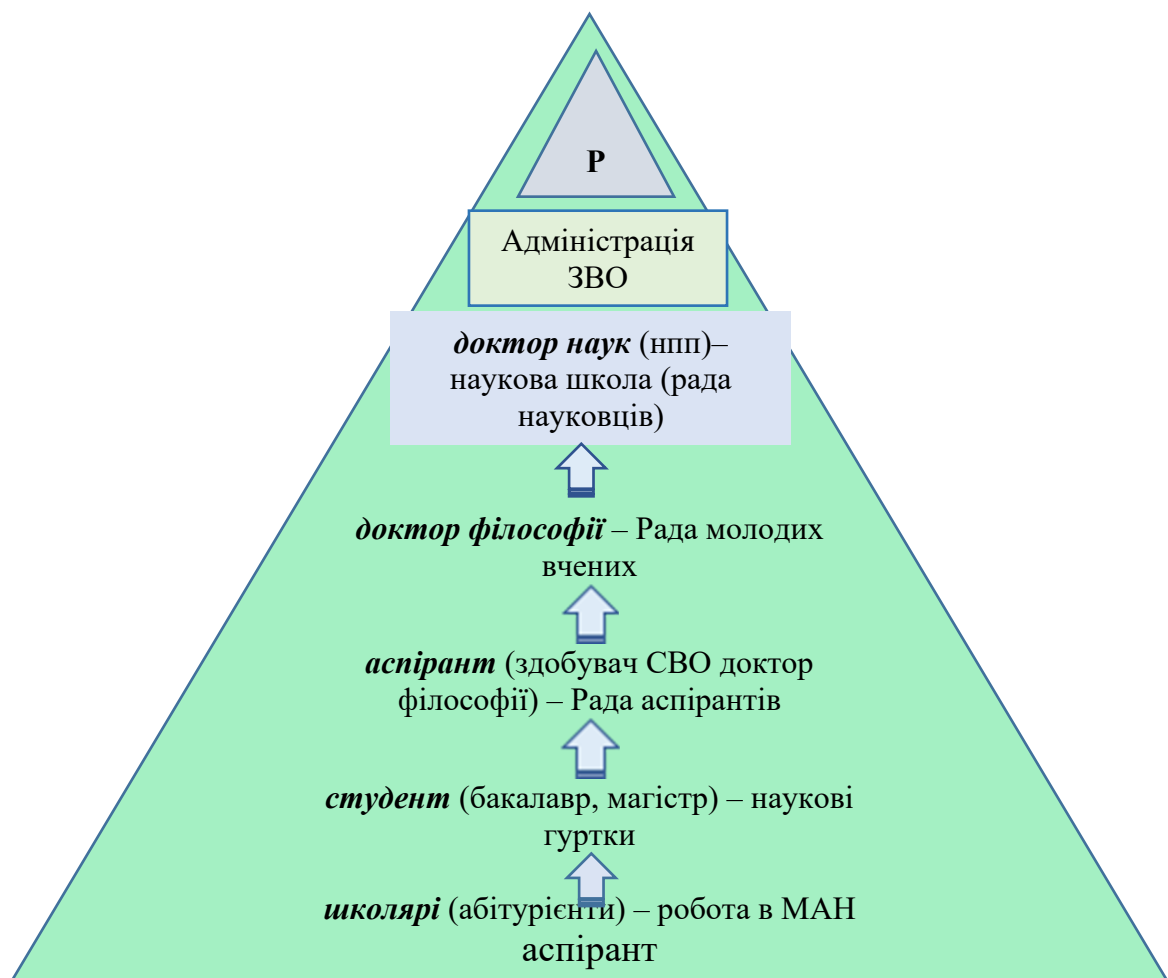 Р
Адміністрація
ЗВО
доктор наук (нпп)–
наукова школа (рада
науковців)
доктор філософії – Рада молодих
вчених
аспірант (здобувач СВО доктор
філософії) – Рада аспірантів
студент (бакалавр, магістр) – наукові
гуртки
школярі (абітурієнти) – робота в МАН
аспірант